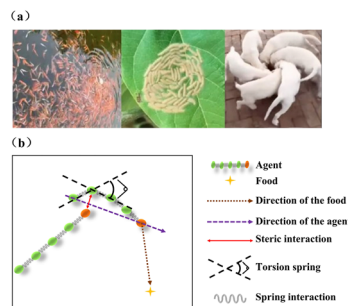 (a)
(b)
Agent
Food
Direction of the food
Direction of the agen
Steric interaction
Torsion spring
Spring interaction